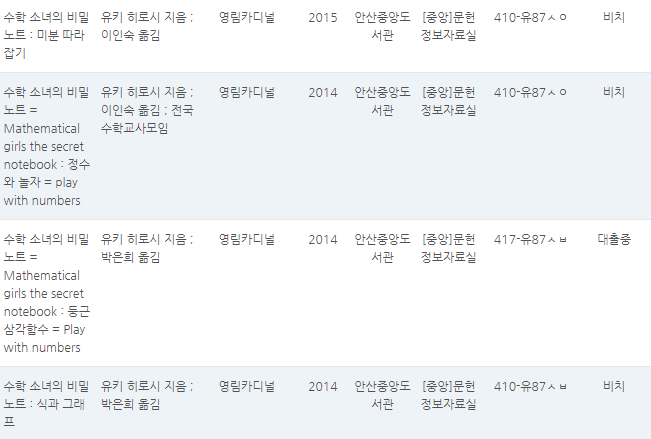 수학 소녀의 비밀 유키 히로시 지음 ; 영림카디널 2015 안산중앙도 [중앙]문헌 410-유87ㅅㅇ 비치
노트 : 미분 따라 이인숙 옮김 서관 정보자료실
잡기
수학 소녀의 비밀 유키 히로시 지음 ; 영림카디널 2014 안산중앙도 [중앙]문헌 410-유87ㅅㅇ 비치
노트 = 이인숙 옮김 ; 전국 서관 정보자료실
Mathematical 수학교사모임
girls the secret
notebook : 정수
와 놀자 = play
with numbers
수학 소녀의 비밀 유키 히로시 지음 ; 영림카디널 2014 안산중앙도 [중앙]문헌 417-유87ㅅㅂ 대출중
노트 = 박은희 옮김 서관 정보자료실
Mathematical
girls the secret
notebook : 둥근
삼각함수 = Play
with numbers
수학 소녀의 비밀 유키 히로시 지음 ; 영림카디널 2014 안산중앙도 [중앙]문헌 410-유87ㅅㅂ 비치
노트 : 식과 그래 박은희 옮김 서관 정보자료실
프